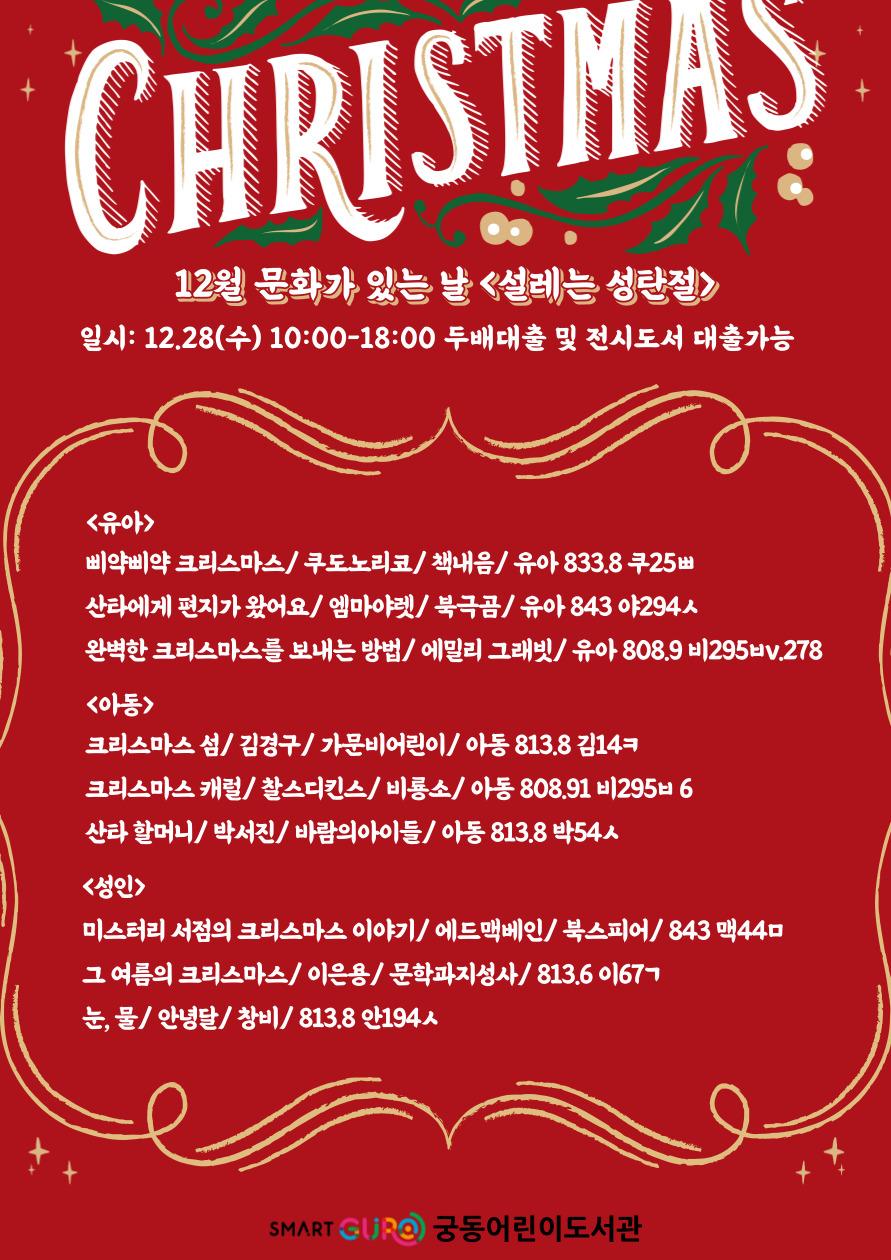 CHRISTMAS
12월 문화가 있는 날 <설레는 성탄절>
일시: 12.28(수) 10:00-18:00 두배대출 및 전시도서 대출가능
<유아>
삐약삐약 크리스마스/ 쿠도노리코/ 책내음/ 유아 833.8 쿠25ㅃ
산타에게 편지가 왔어요/ 엠마야렛/ 북극곰/ 유아 843 야294ㅅ
완벽한 크리스마스를 보내는 방법/ 에밀리 그래빗/ 유아 808.9 비295ㅂv.278
<아동>
크리스마스 섬/ 김경구/ 가문비어린이/ 아동 813.8 김14ㅋ
크리스마스 캐럴/ 찰스디킨스/ 비룡소/ 아동 808.91 비295ㅂ 6
산타 할머니/ 박서진/ 바람의아이들/ 아동 813.8 박54ㅅ
<성인>
미스터리 서점의 크리스마스 이야기/ 에드맥베인/ 북스피어/ 843 맥44ㅁ
그 여름의 크리스마스/ 이은용/ 문학과지성사/ 813.6 이67ㄱ
눈, 물/ 안녕달/ 창비/ 813.8 안194ㅅ
SMART GURO 궁동어린이도서관